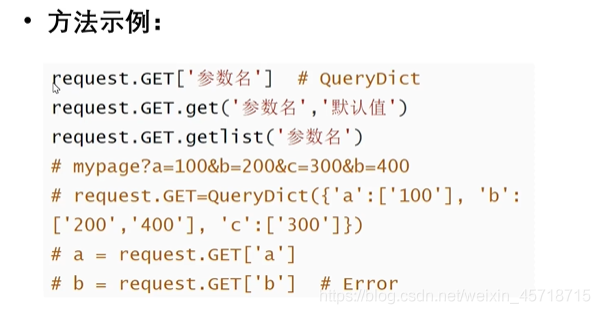 • 方法示例：
request.GET['参数名']  # QueryDict
request.GET.get('参数名','默认值')
request.GET.getlist('参数名')
# mypage?a=100&b=200&c=300&b=400
# request.GET=QueryDict({'a':['100'], 'b':
['200','400'], 'c':['300']})
# a = request.GET['a']
# b = request.GET['b']  # Error
https://blog.csdn.net/weixin_45718715